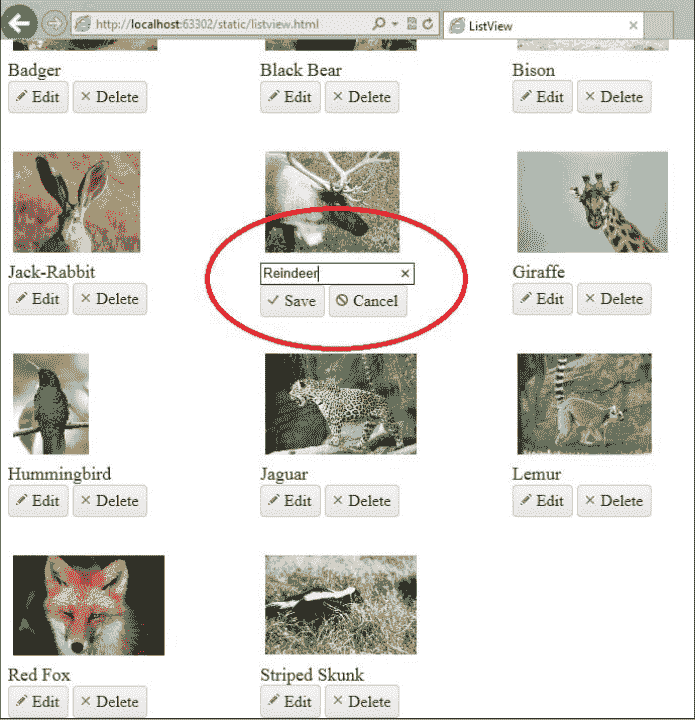 http://localhost:63302/static/listview.html
ListView
Badger
Black Bear
Bison
Edit Delete
Edit Delete
Edit Delete
Jack-Rabbit
Reindeer
Giraffe
Edit Delete
Save Cancel
Edit Delete
Hummingbird
Jaguar
Lemur
Edit Delete
Edit Delete
Edit Delete
Red Fox
Striped Skunk
Edit Delete
Edit Delete